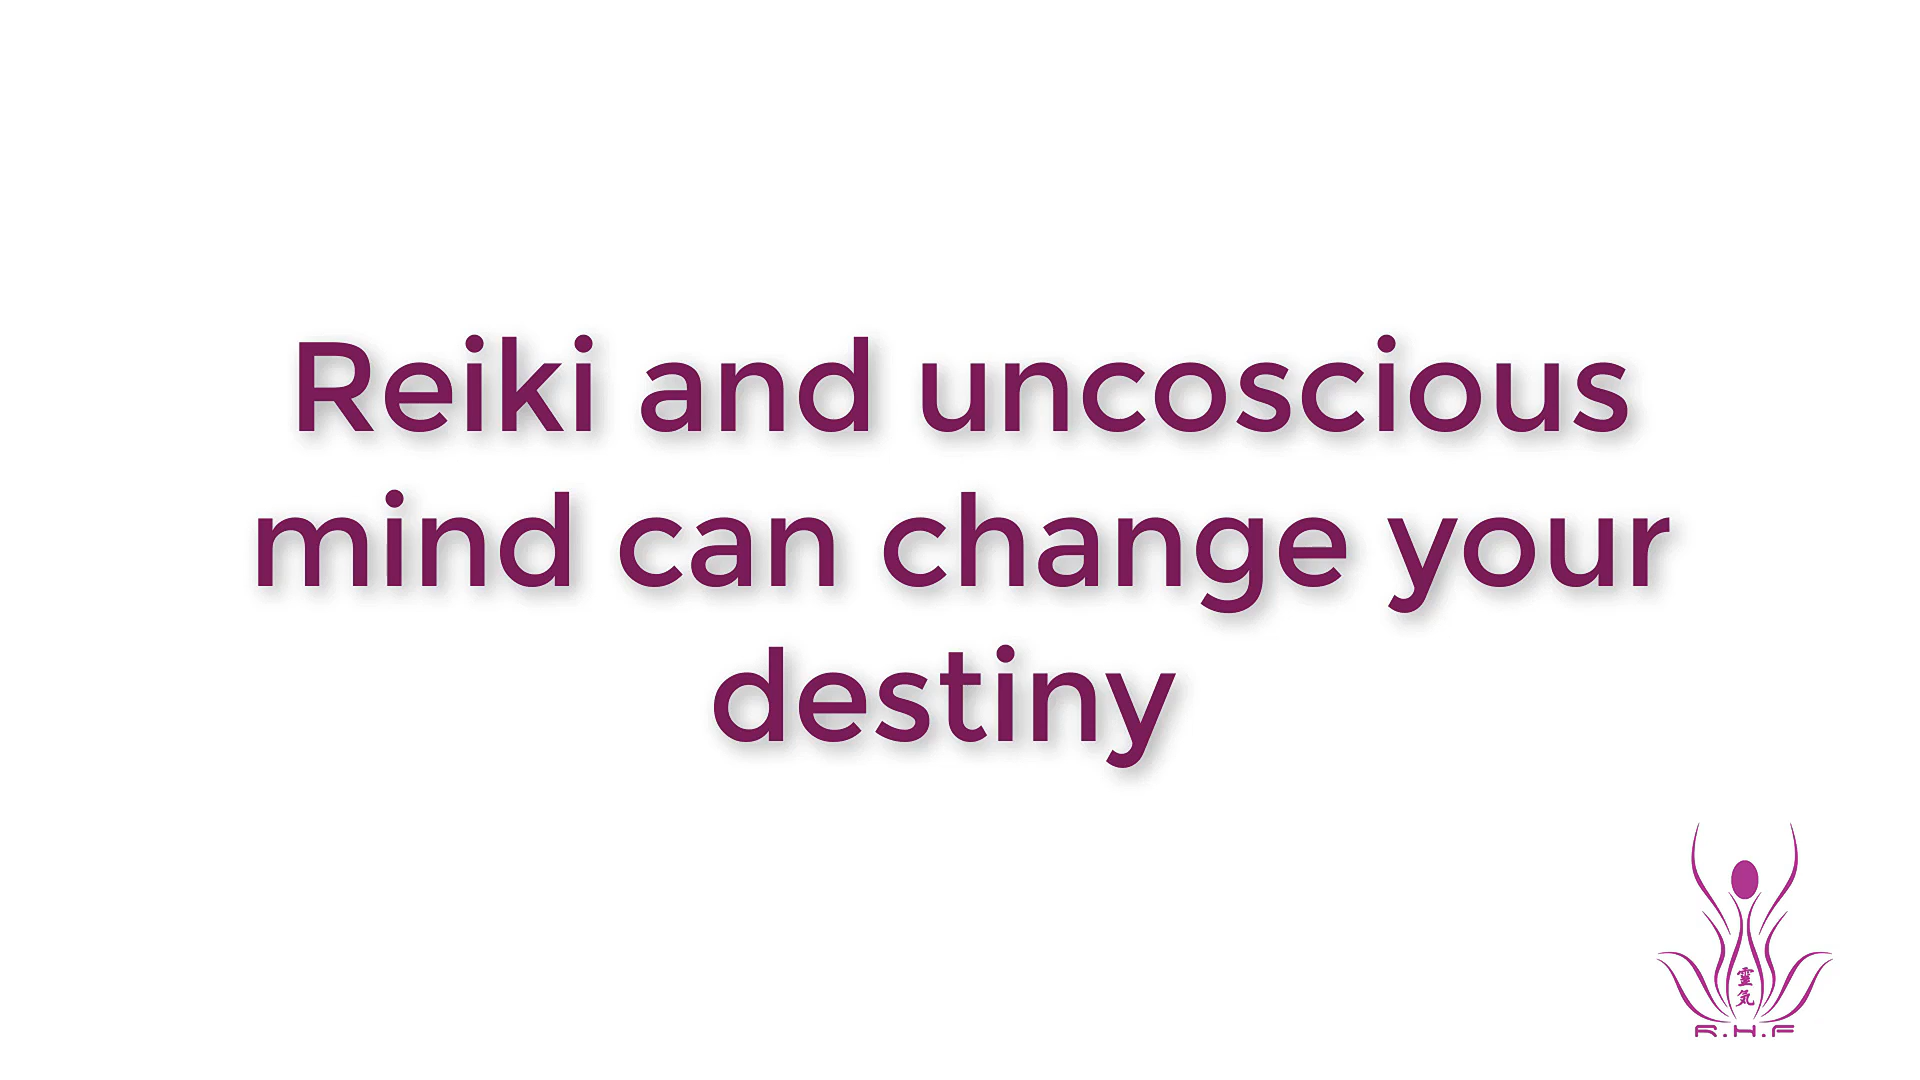 Reiki and uncoscious
mind can change your
destiny
靈
氣
R.H.F